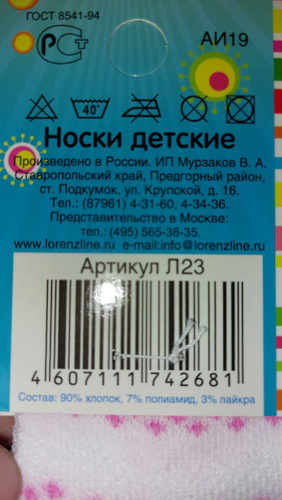 ГОСТ 8541-94
РСТ
АИ19
40°
Носки детские
Произведено в России. ИП Мурзаков В. А.
Ставропольский край, Предгорный район,
ст. Подкумок, ул. Крупской, д. 16.
Тел.: (87961) 4-31-60, 4-34-36.
Представительство в Москве:
тел.: (495) 565-38-35.
www.lorenzline.ru e-mail:info@lorenzline.ru
Артикул Л23
4 607111 742681
Состав: 90% хлопок, 7% полиамид, 3% лайкра